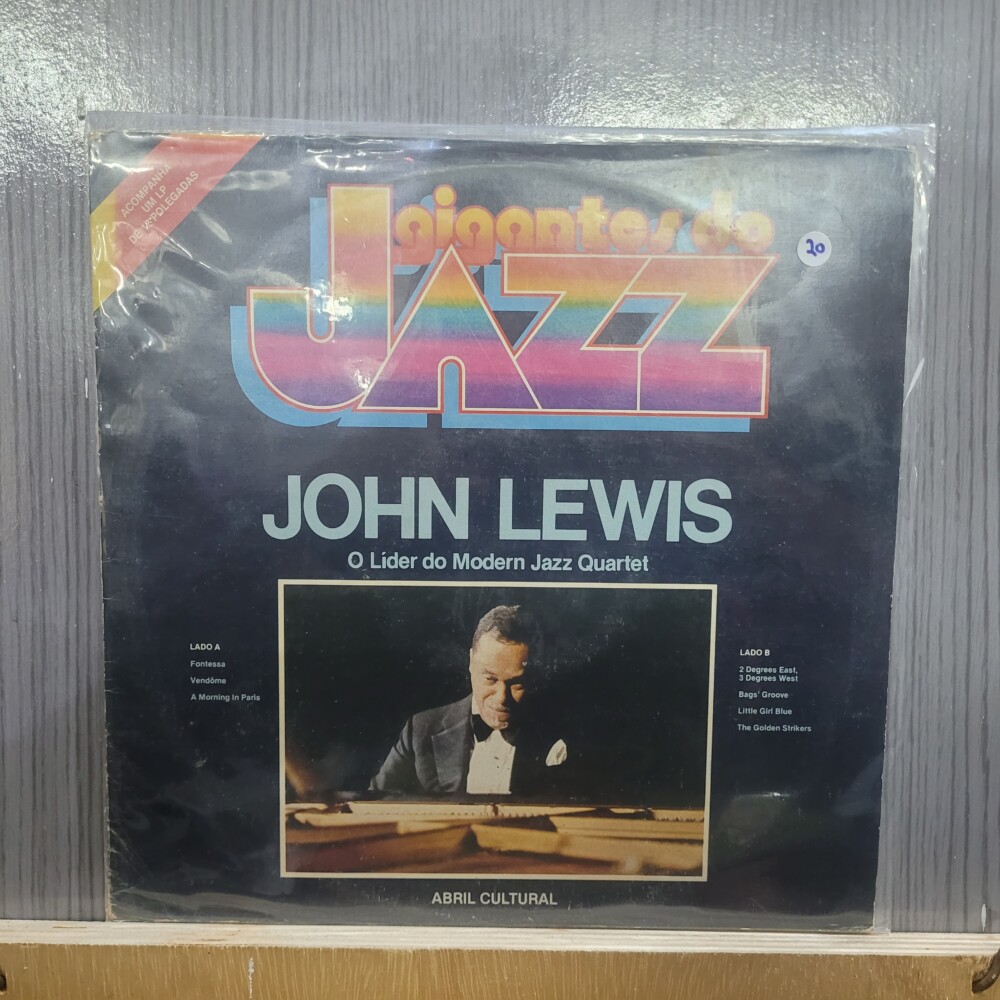 ACOMPANHA
UM LP
DE 12 POLEGADAS
gigantes do
JAZZ
20
JOHN LEWIS
O Líder do Modern Jazz Quartet
LADO A
Fontessa
Vendôme
A Morning In Paris
LADO B
2 Degrees East,
3 Degrees West
Bags' Groove
Little Girl Blue
The Golden Strikers
ABRIL CULTURAL